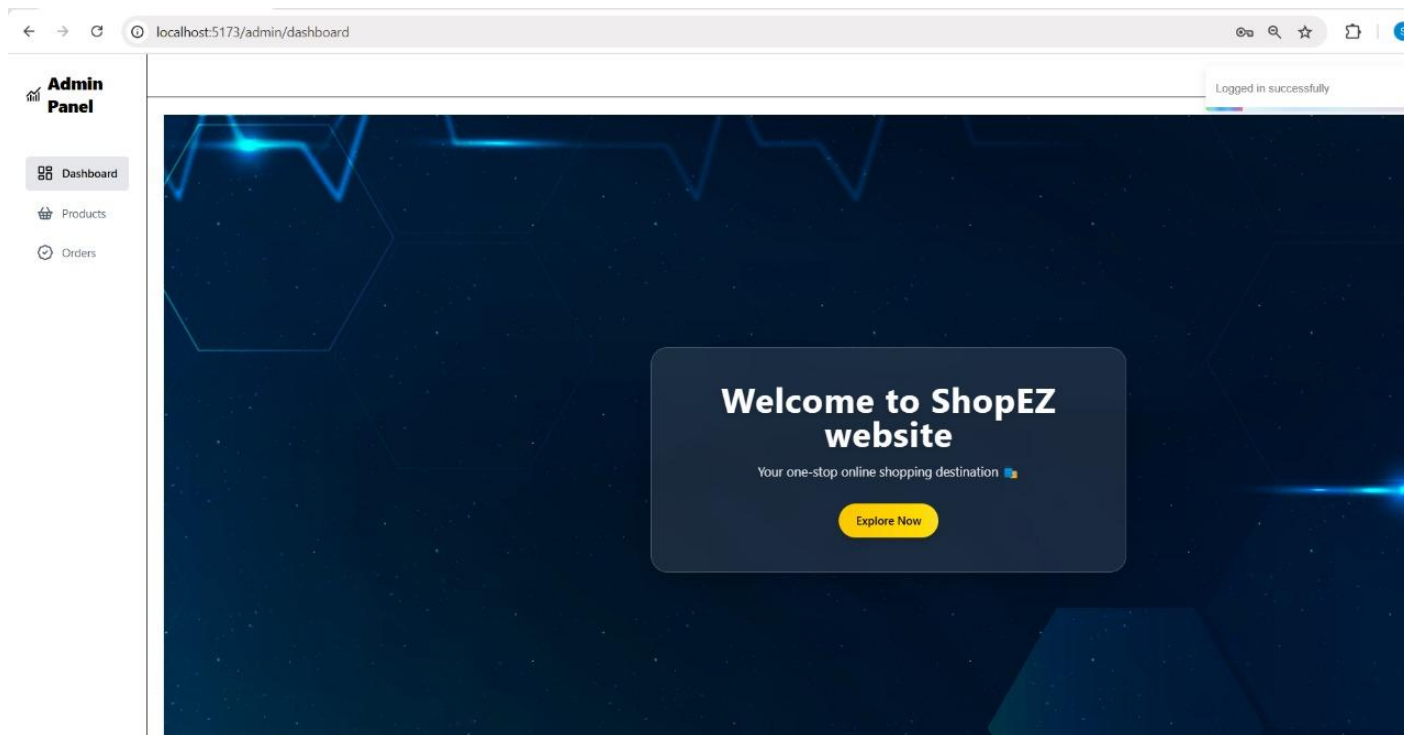 localhost:5173/admin/dashboard
Admin
Panel
Logged in successfully
Dashboard
Products
Orders
Welcome to ShopEZ
website
Your one-stop online shopping destination 🛍️
Explore Now